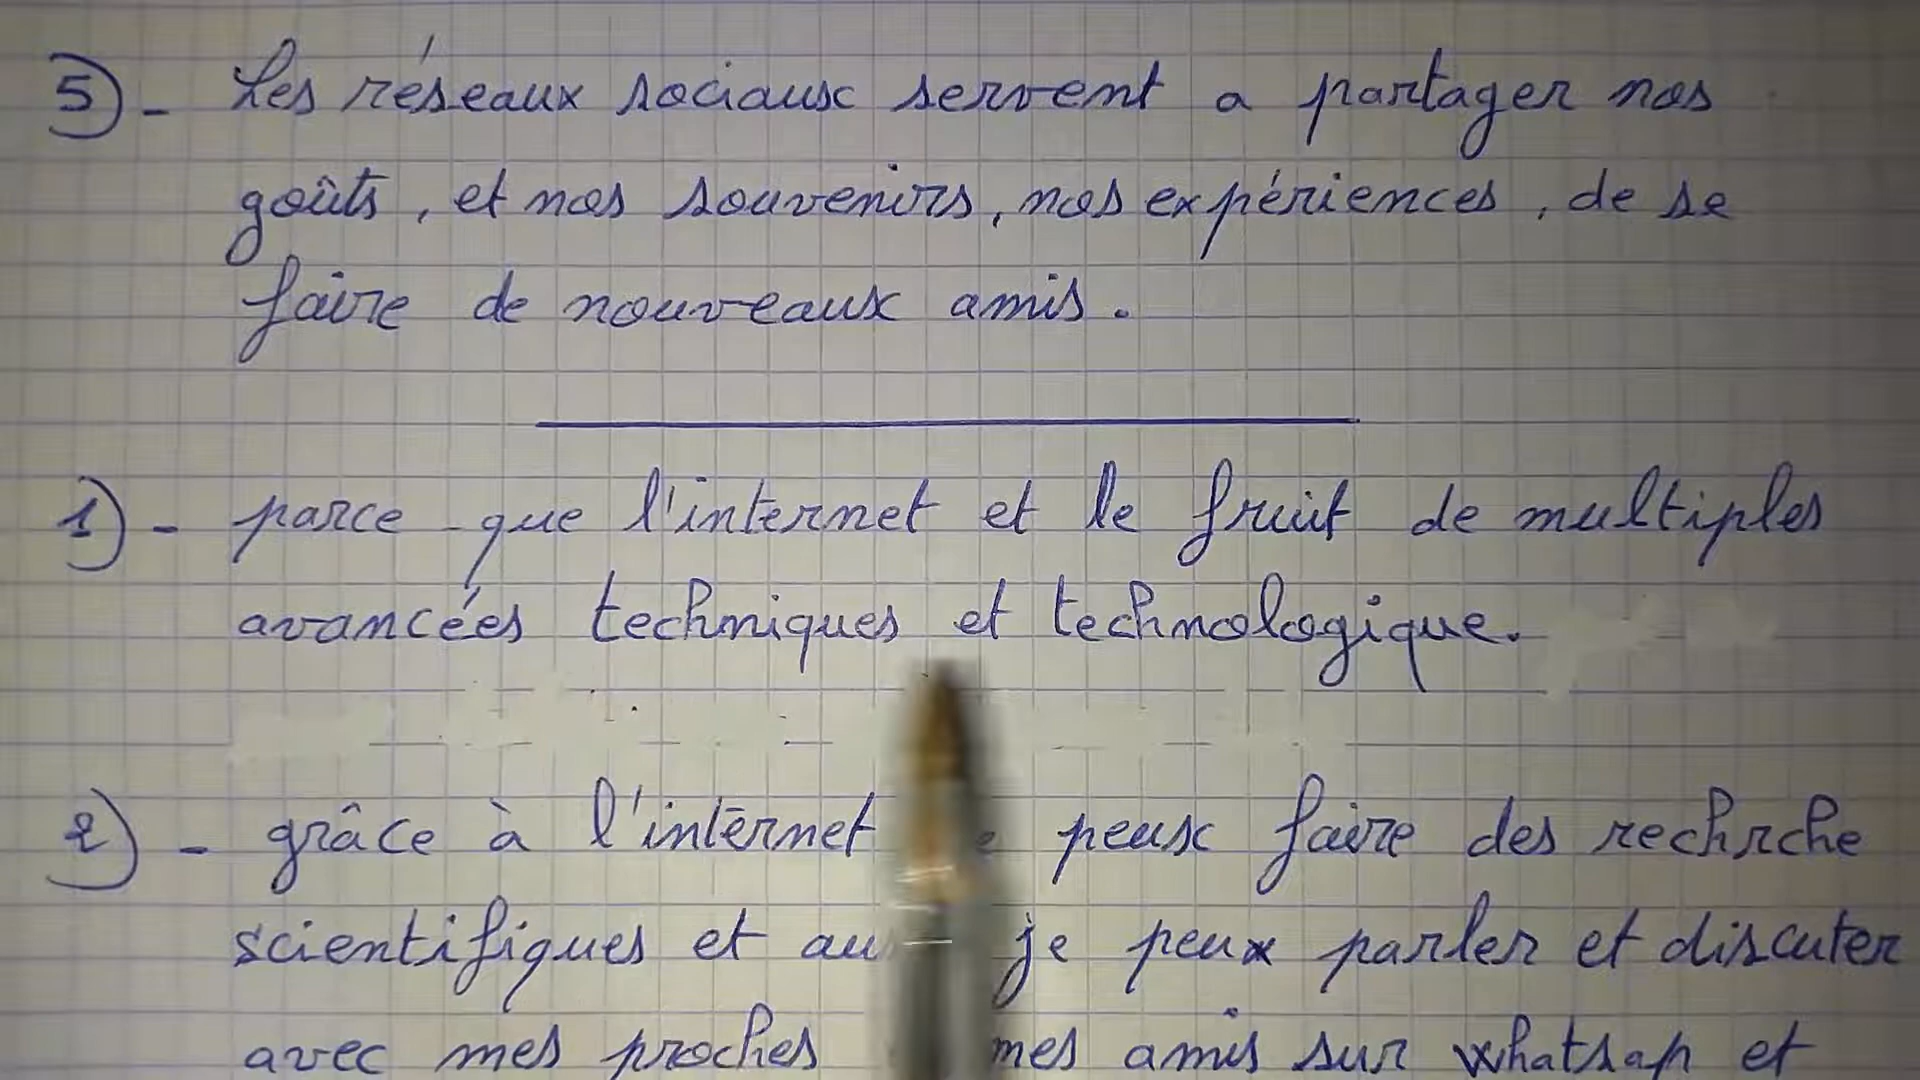 5)- Les réseaux sociaux servent a partager nos
goûts, et nos souvenirs, nos expériences, de se
faire de nouveaux amis.
1)- parce que l'internet et le fruit de multiples
avancées techniques et technologique.
2)- grâce à l'internet peux faire des rechrche
scientifiques et je peux parler et discuter
avec mes proches mes amis sur whatsap et